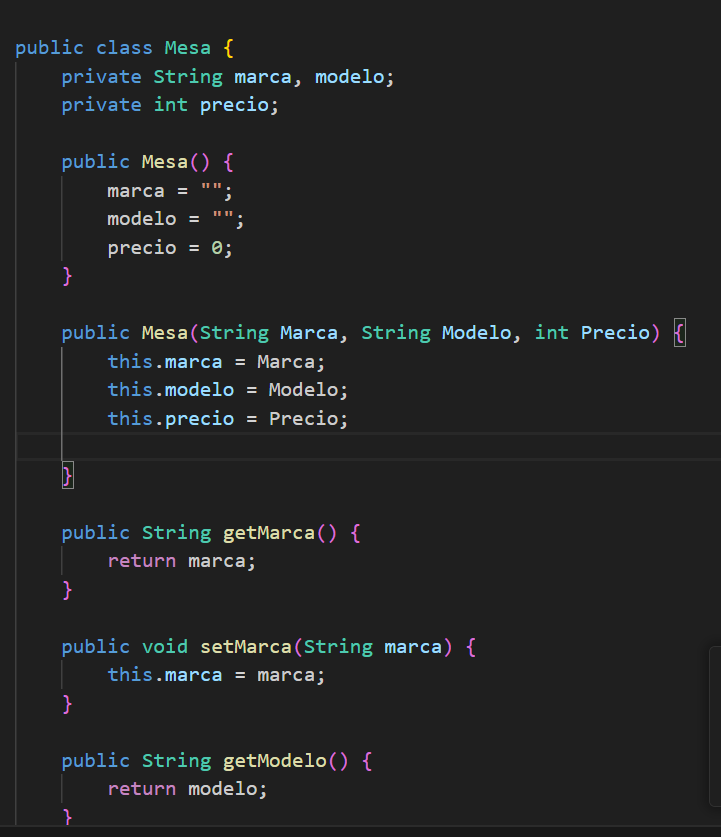 public class Mesa {
    private String marca, modelo;
    private int precio;

    public Mesa() {
        marca = "";
        modelo = "";
        precio = 0;
    }

    public Mesa(String Marca, String Modelo, int Precio) {
        this.marca = Marca;
        this.modelo = Modelo;
        this.precio = Precio;

    }

    public String getMarca() {
        return marca;
    }

    public void setMarca(String marca) {
        this.marca = marca;
    }

    public String getModelo() {
        return modelo;
    }